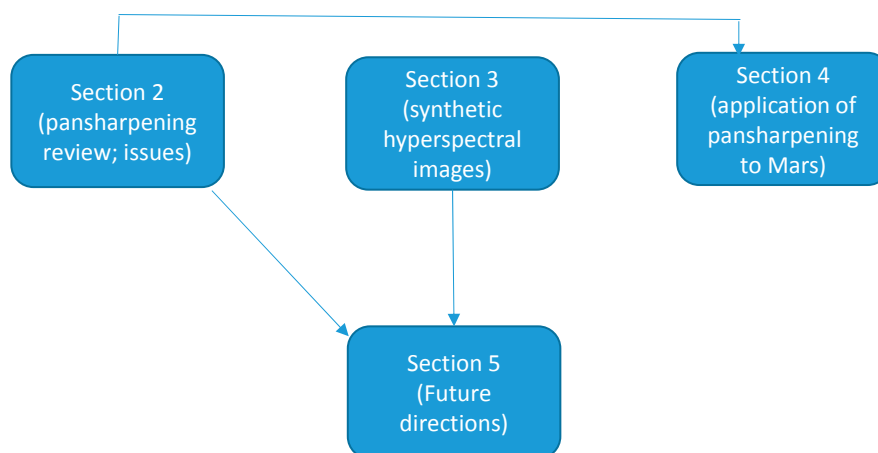 Section 2
(pansharpening
review; issues)
Section 3
(synthetic
hyperspectral
images)
Section 4
(application of
pansharpening
to Mars)
Section 5
(Future
directions)